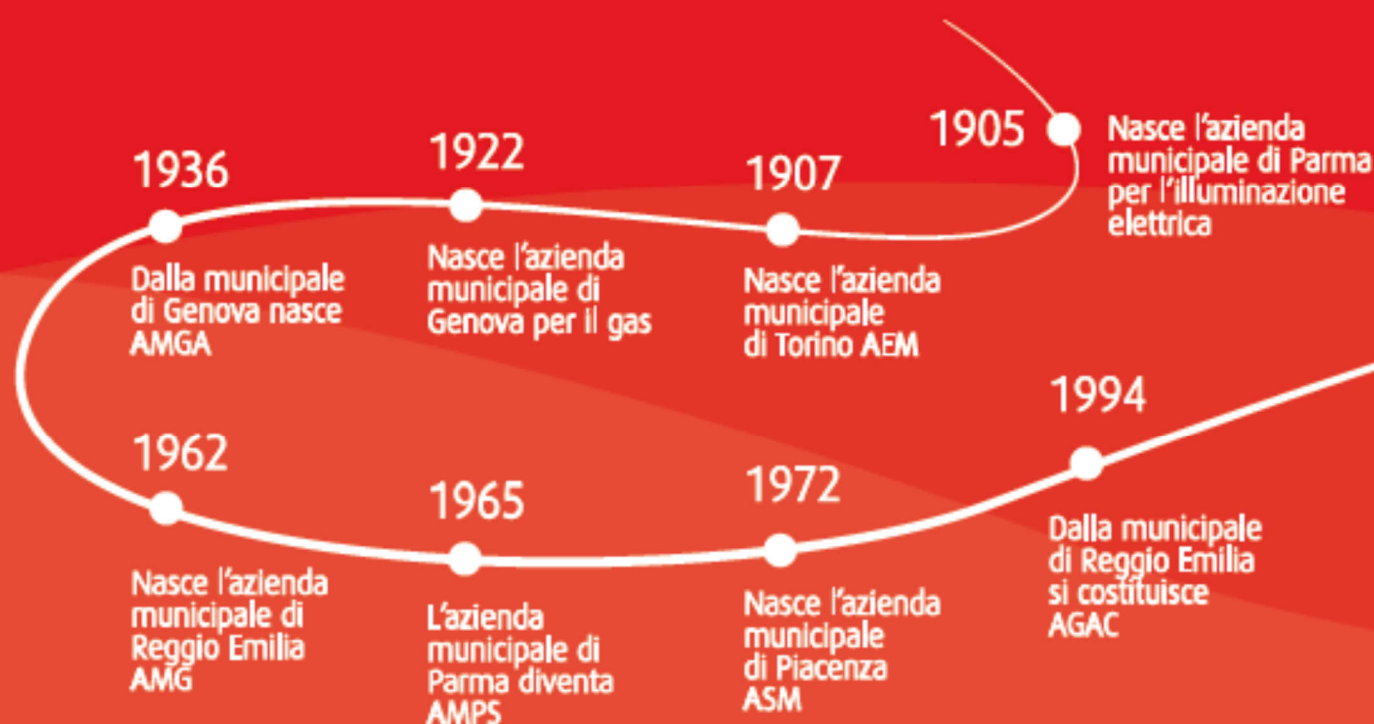 1905
Nasce l'azienda
municipale di Parma
per l'illuminazione
elettrica
1907
Nasce l'azienda
municipale
di Torino AEM
1922
Nasce l'azienda
municipale di
Genova per il gas
1936
Dalla municipale
di Genova nasce
AMGA
1962
Nasce l'azienda
municipale di
Reggio Emilia
AMG
1965
L'azienda
municipale di
Parma diventa
AMPS
1972
Nasce l'azienda
municipale
di Piacenza
ASM
1994
Dalla municipale
di Reggio Emilia
si costituisce
AGAC